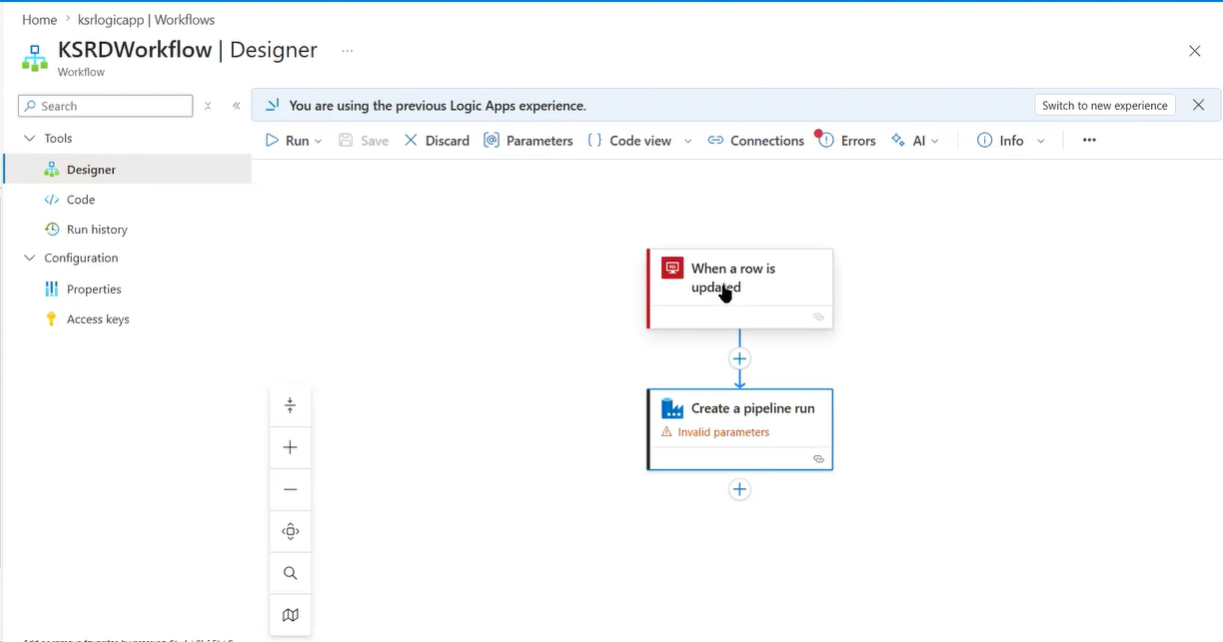 Home > ksrlogicapp | Workflows
KSRDWorkflow | Designer ...
Workflow
Search
You are using the previous Logic Apps experience.
Switch to new experience
Run
Save
Discard
Parameters
Code view
Connections
Errors
AI
Info
Tools
Designer
Code
Run history
Configuration
Properties
Access keys
When a row is
updated
Create a pipeline run
Invalid parameters